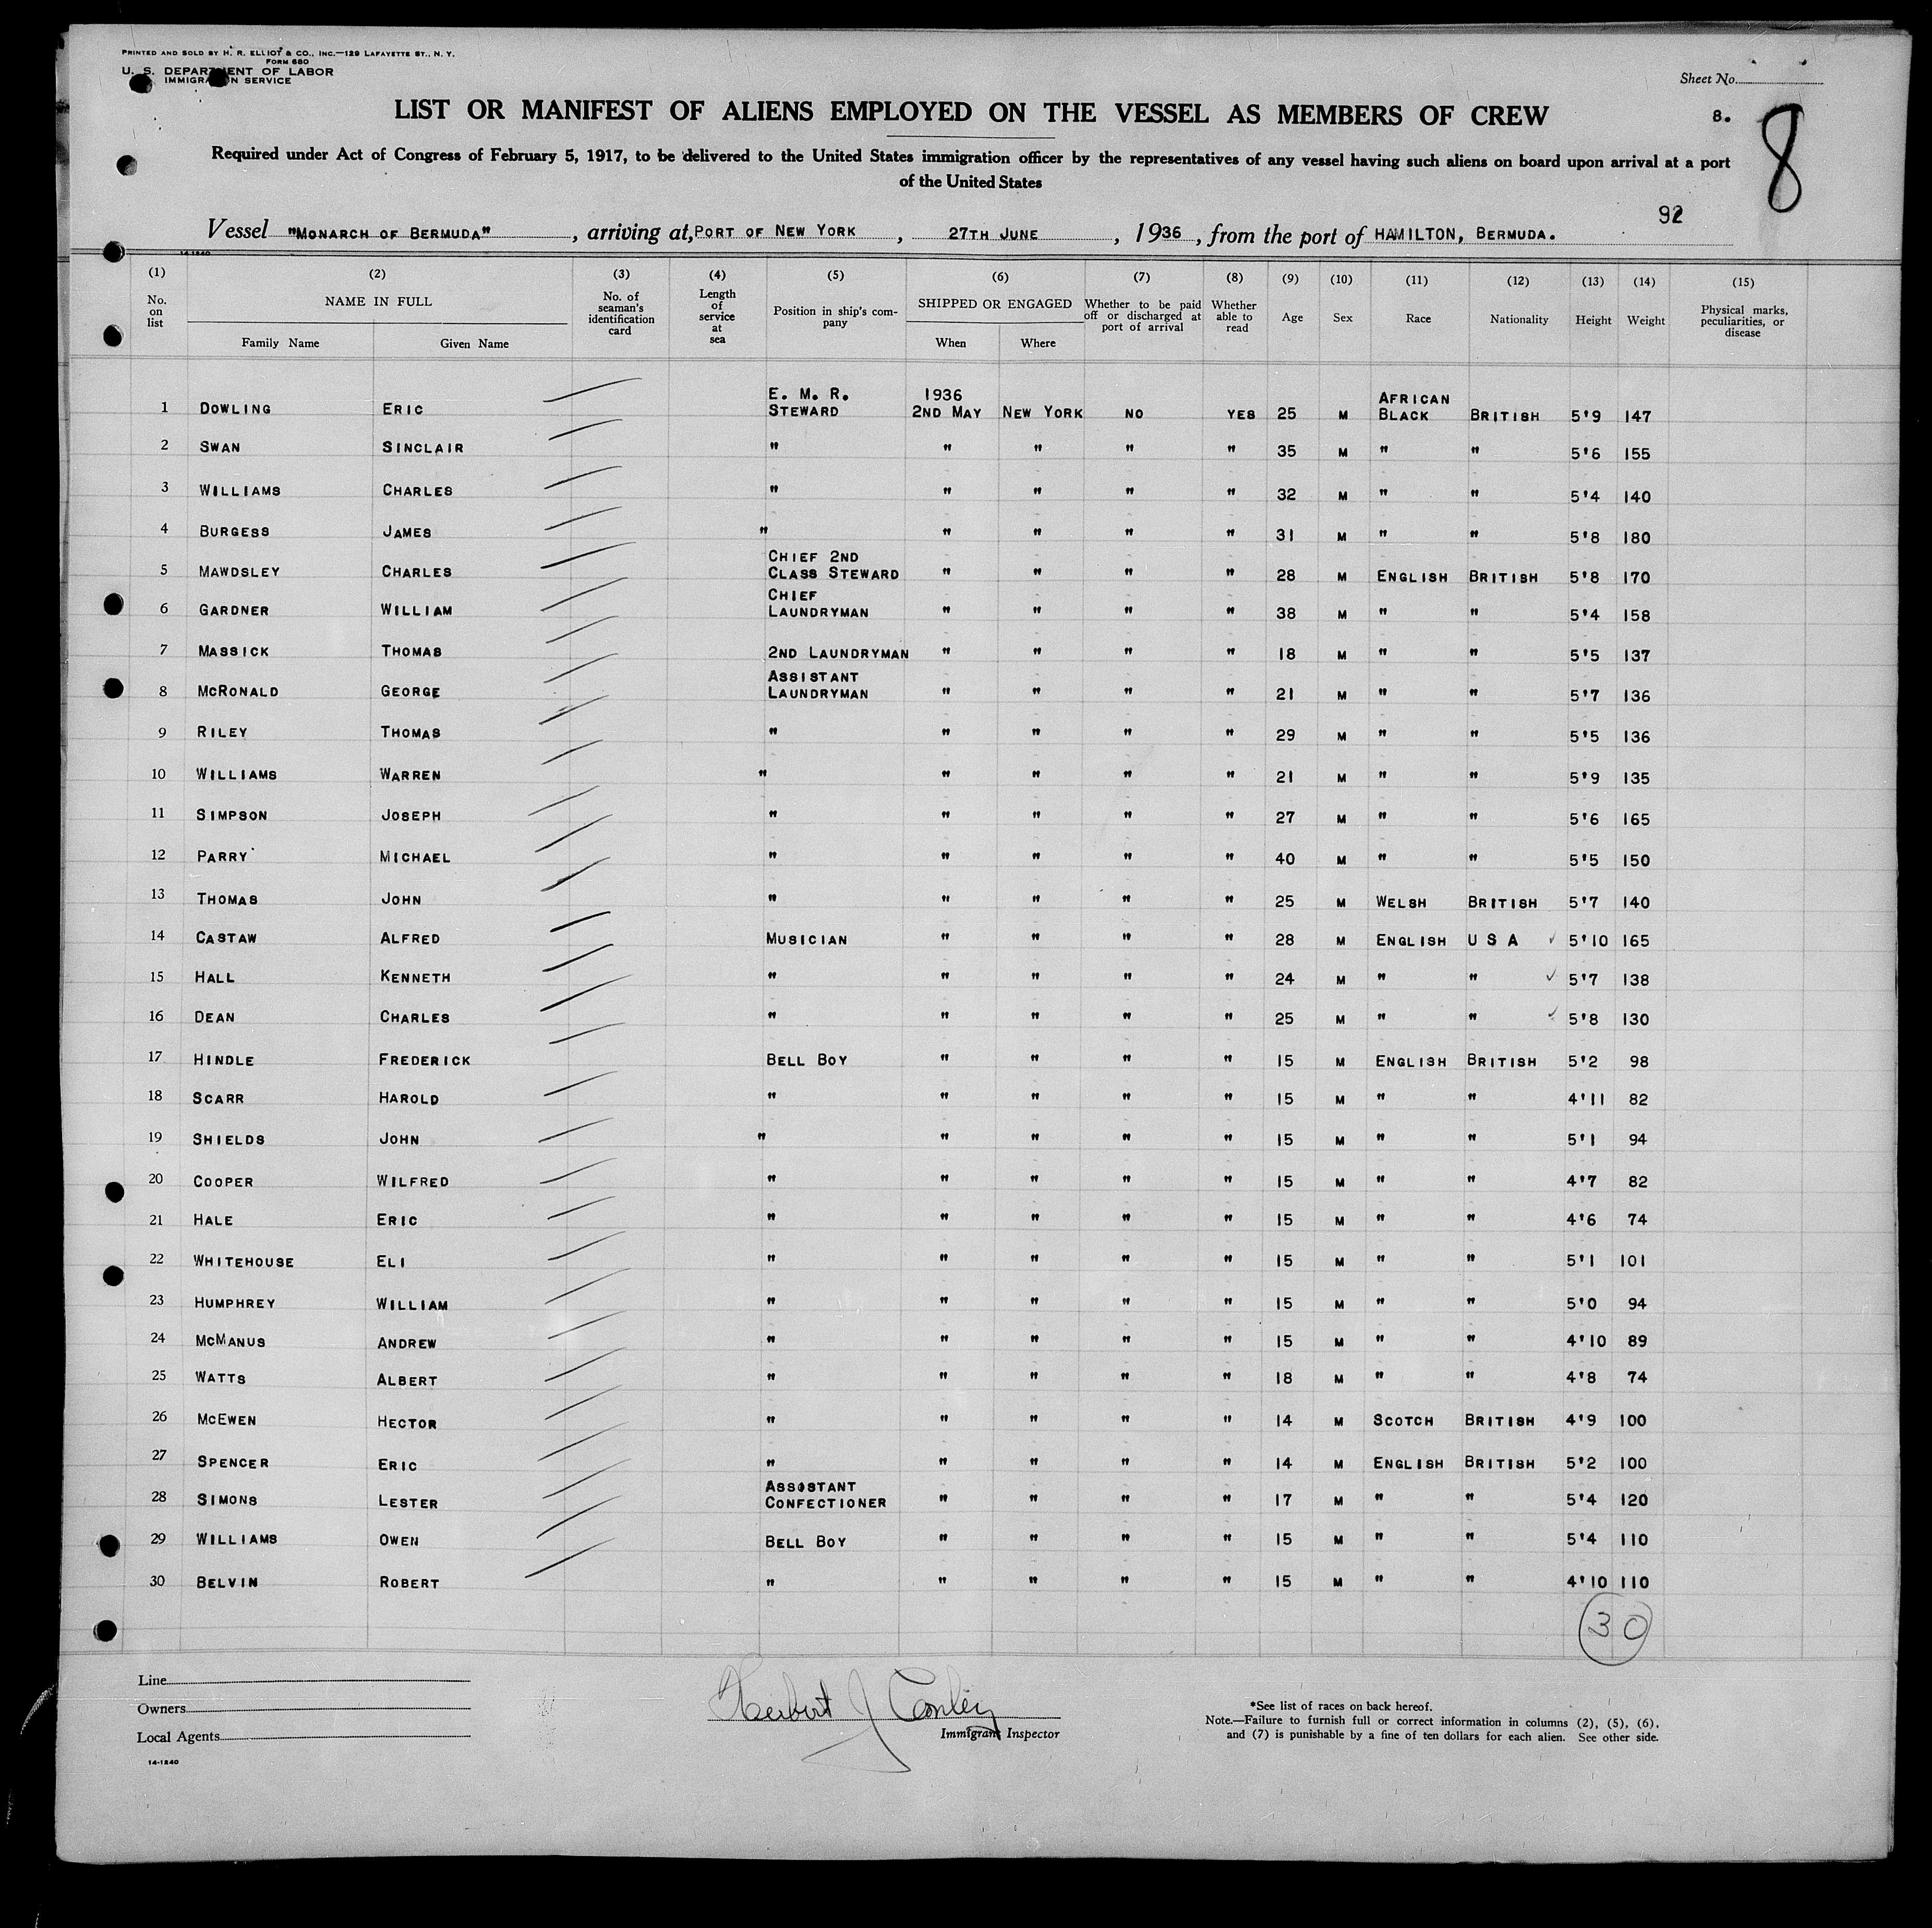 PRINTED AND SOLD BY H. R. ELLIOT & CO., INC.—129 LAFAYETTE ST., N. Y.
FORM 680
U. S. DEPARTMENT OF LABOR
IMMIGRATION SERVICE
Sheet No.
LIST OR MANIFEST OF ALIENS EMPLOYED ON THE VESSEL AS MEMBERS OF CREW
8.
8
Required under Act of Congress of February 5, 1917, to be delivered to the United States immigration officer by the representatives of any vessel having such aliens on board upon arrival at a port
of the United States
92
Vessel "MONARCH OF BERMUDA", arriving at, PORT OF NEW YORK, 27TH JUNE, 1936, from the port of HAMILTON, BERMUDA.
14-1240
(1) (2) (3) (4) (5) (6) (7) (8) (9) (10) (11) (12) (13) (14) (15)
No. on list NAME IN FULL No. of seaman's identification card Length of service at sea Position in ship's company SHIPPED OR ENGAGED Whether to be paid off or discharged at port of arrival Whether able to read Age Sex Race Nationality Height Weight Physical marks, peculiarities, or disease
Family Name Given Name When Where
1 DOWLING ERIC E. M. R. STEWARD 1936 2ND MAY NEW YORK NO YES 25 M AFRICAN BLACK BRITISH 5'9 147
2 SWAN SINCLAIR " " " " " 35 M " " 5'6 155
3 WILLIAMS CHARLES " " " " " 32 M " " 5'4 140
4 BURGESS JAMES " " " " " 31 M " " 5'8 180
5 MAWDSLEY CHARLES CHIEF 2ND CLASS STEWARD " " " " 28 M ENGLISH BRITISH 5'8 170
6 GARDNER WILLIAM CHIEF LAUNDRYMAN " " " " 38 M " " 5'4 158
7 MASSICK THOMAS 2ND LAUNDRYMAN " " " " 18 M " " 5'5 137
8 MCRONALD GEORGE ASSISTANT LAUNDRYMAN " " " " 21 M " " 5'7 136
9 RILEY THOMAS " " " " " 29 M " " 5'5 136
10 WILLIAMS WARREN " " " " " 21 M " " 5'9 135
11 SIMPSON JOSEPH " " " " " 27 M " " 5'6 165
12 PARRY MICHAEL " " " " " 40 M " " 5'5 150
13 THOMAS JOHN " " " " " 25 M WELSH BRITISH 5'7 140
14 CASTAW ALFRED MUSICIAN " " " " 28 M ENGLISH U S A ✓ 5'10 165
15 HALL KENNETH " " " " " 24 M " " ✓ 5'7 138
16 DEAN CHARLES " " " " " 25 M " " ✓ 5'8 130
17 HINDLE FREDERICK BELL BOY " " " " 15 M ENGLISH BRITISH 5'2 98
18 SCARR HAROLD " " " " " 15 M " " 4'11 82
19 SHIELDS JOHN " " " " " 15 M " " 5'1 94
20 COOPER WILFRED " " " " " 15 M " " 4'7 82
21 HALE ERIC " " " " " 15 M " " 4'6 74
22 WHITEHOUSE ELI " " " " " 15 M " " 5'1 101
23 HUMPHREY WILLIAM " " " " " 15 M " " 5'0 94
24 MCMANUS ANDREW " " " " " 15 M " " 4'10 89
25 WATTS ALBERT " " " " " 18 M " " 4'8 74
26 MCEWEN HECTOR " " " " " 14 M SCOTCH BRITISH 4'9 100
27 SPENCER ERIC " " " " " 14 M ENGLISH BRITISH 5'2 100
28 SIMONS LESTER ASSOSTANT CONFECTIONER " " " " 17 M " " 5'4 120
29 WILLIAMS OWEN BELL BOY " " " " 15 M " " 5'4 110
30 BELVIN ROBERT " " " " " 15 M " " 4'10 110
30
Line
Owners
Local Agents
14-1240
Herbert J Conley
Immigrant Inspector
*See list of races on back hereof.
Note.—Failure to furnish full or correct information in columns (2), (5), (6).
and (7) is punishable by a fine of ten dollars for each alien. See other side.